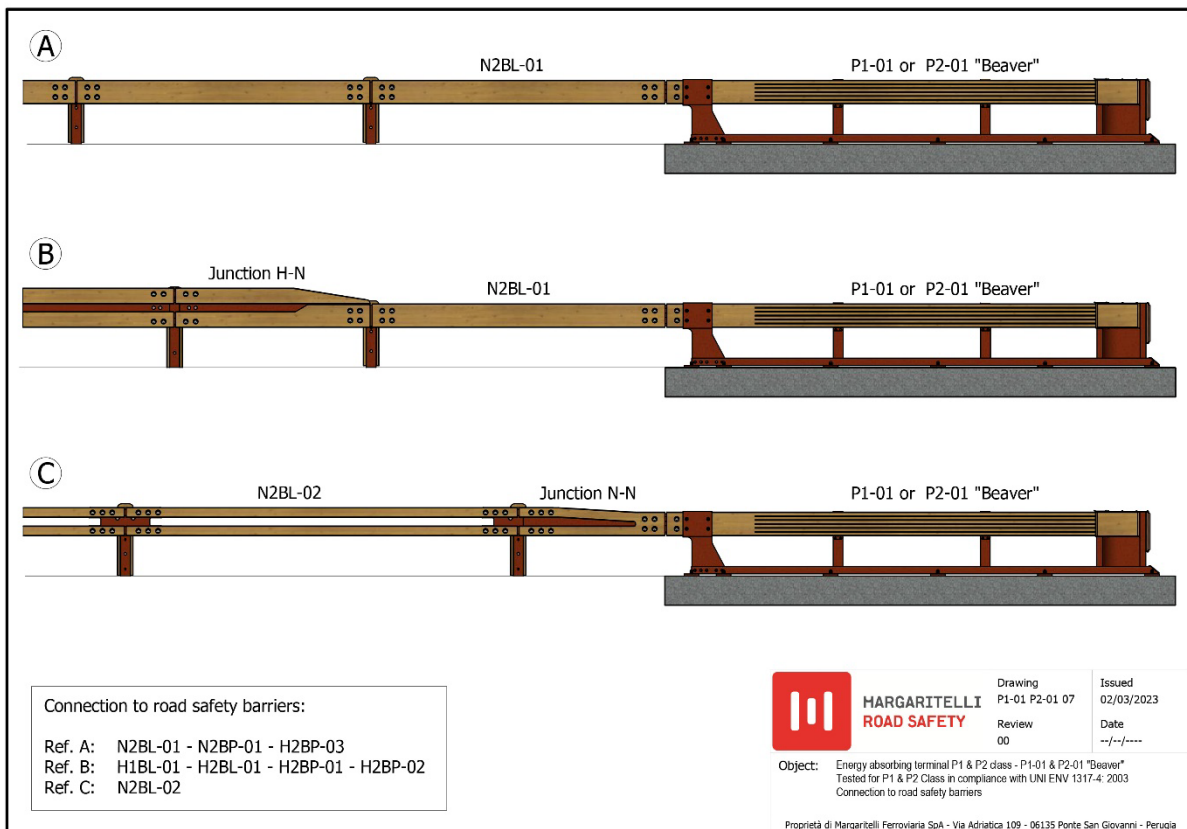 A
N2BL-01
P1-01 or P2-01 "Beaver"
B
Junction H-N
N2BL-01
P1-01 or P2-01 "Beaver"
C
N2BL-02
Junction N-N
P1-01 or P2-01 "Beaver"
Connection to road safety barriers:
Ref. A: N2BL-01 - N2BP-01 - H2BP-03
Ref. B: H1BL-01 - H2BL-01 - H2BP-01 - H2BP-02
Ref. C: N2BL-02
MARGARITELLI
ROAD SAFETY
Drawing
P1-01 P2-01 07
Review
00
Issued
02/03/2023
Date
--/--/----
Object: Energy absorbing terminal P1 & P2 class - P1-01 & P2-01 "Beaver"
Tested for P1 & P2 Class in compliance with UNI ENV 1317-4: 2003
Connection to road safety barriers
Proprietà di Margaritelli Ferroviaria SpA - Via Adriatica 109 - 06135 Ponte San Giovanni - Perugia